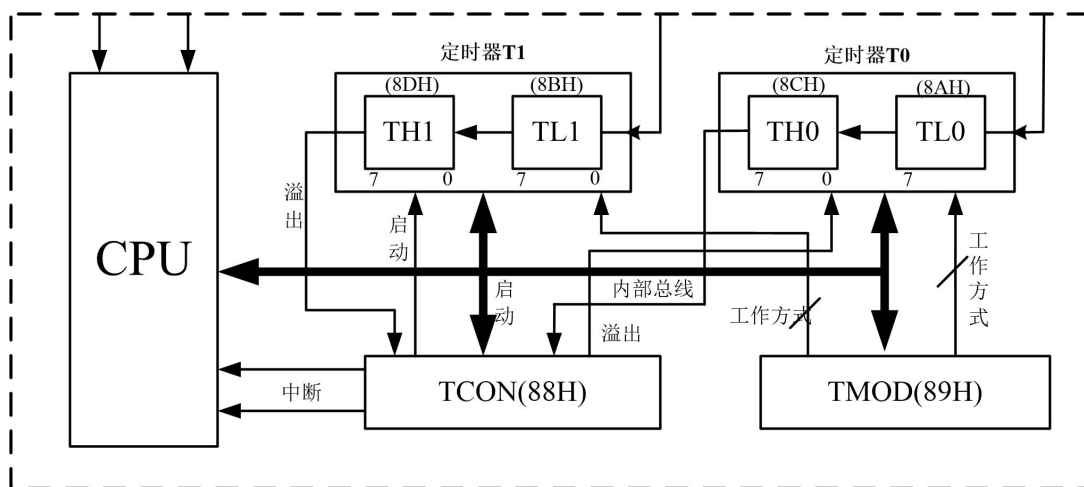 定时器T1
定时器T0
(8DH)
(8BH)
(8CH)
(8AH)
TH1
TL1
TH0
TL0
7
0
7
0
7
0
7
溢出
启动
工作方式
CPU
启动
内部总线
工作方式
溢出
中断
TCON(88H)
TMOD(89H)